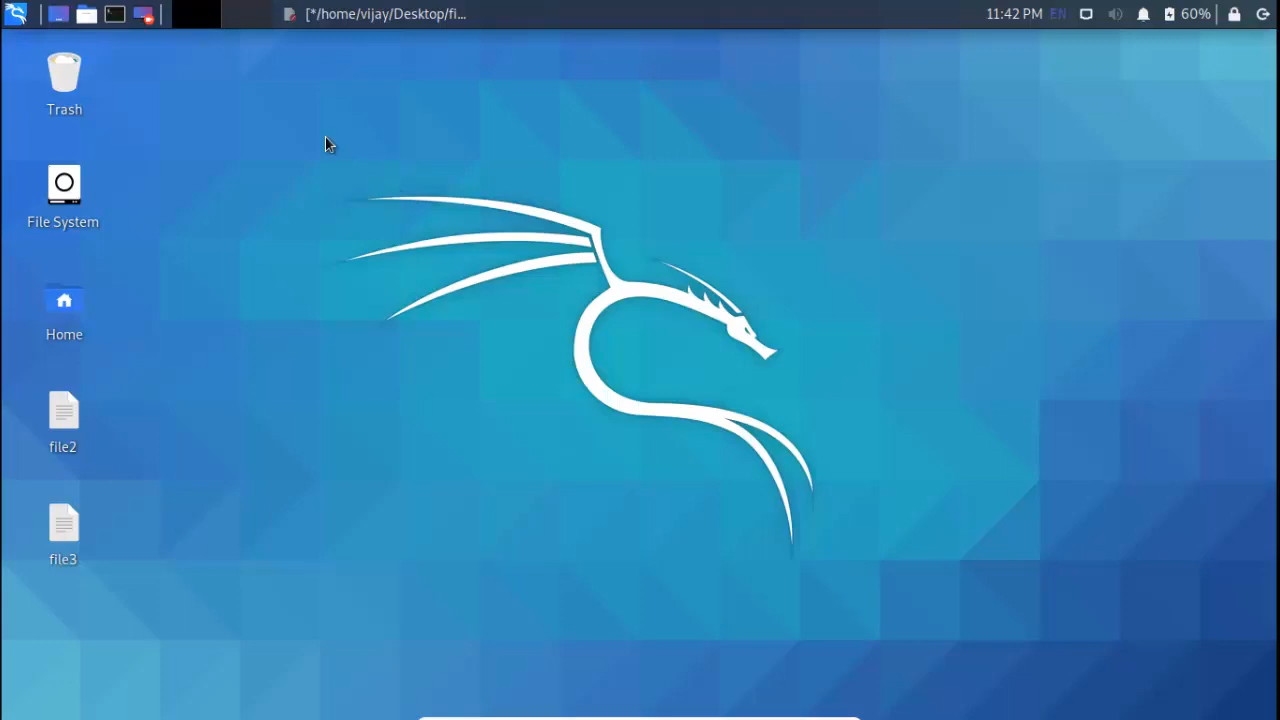 [*/home/vijay/Desktop/fi...
11:42 PM EN 60%
Trash
File System
Home
file2
file3